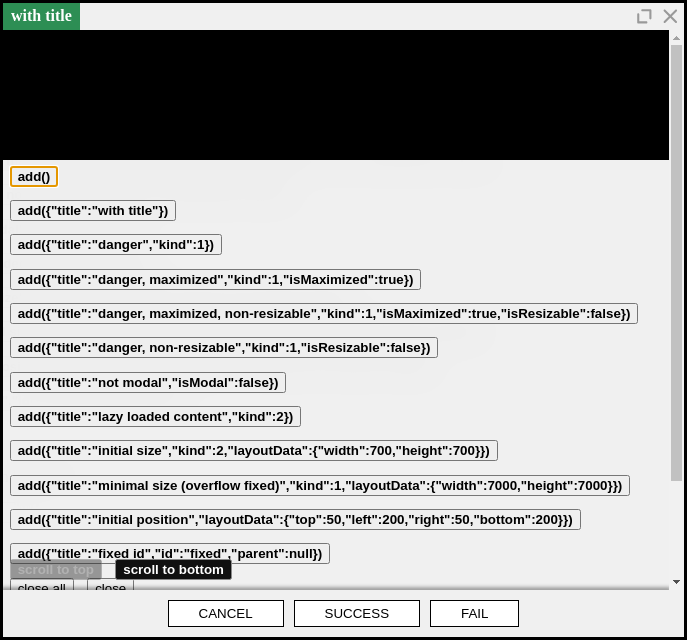 with title
add()
add({"title":"with title"})
add({"title":"danger","kind":1})
add({"title":"danger, maximized","kind":1,"isMaximized":true})
add({"title":"danger, maximized, non-resizable","kind":1,"isMaximized":true,"isResizable":false})
add({"title":"danger, non-resizable","kind":1,"isResizable":false})
add({"title":"not modal","isModal":false})
add({"title":"lazy loaded content","kind":2})
add({"title":"initial size","kind":2,"layoutData":{"width":700,"height":700}})
add({"title":"minimal size (overflow fixed)","kind":1,"layoutData":{"width":7000,"height":7000}})
add({"title":"initial position","layoutData":{"top":50,"left":200,"right":50,"bottom":200}})
add({"title":"fixed id","id":"fixed","parent":null})
scroll to top scroll to bottom
close all close
CANCEL SUCCESS FAIL